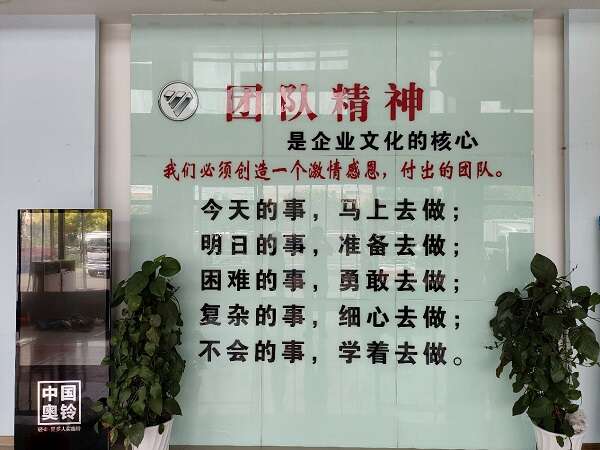 团队精神
是企业文化的核心
我们必须创造一个激情感恩，付出的团队。
今天的事，马上去做；
明日的事，准备去做；
困难的事，勇敢去做；
复杂的事，细心去做；
不会的事，学着去做。
中国
奥铃